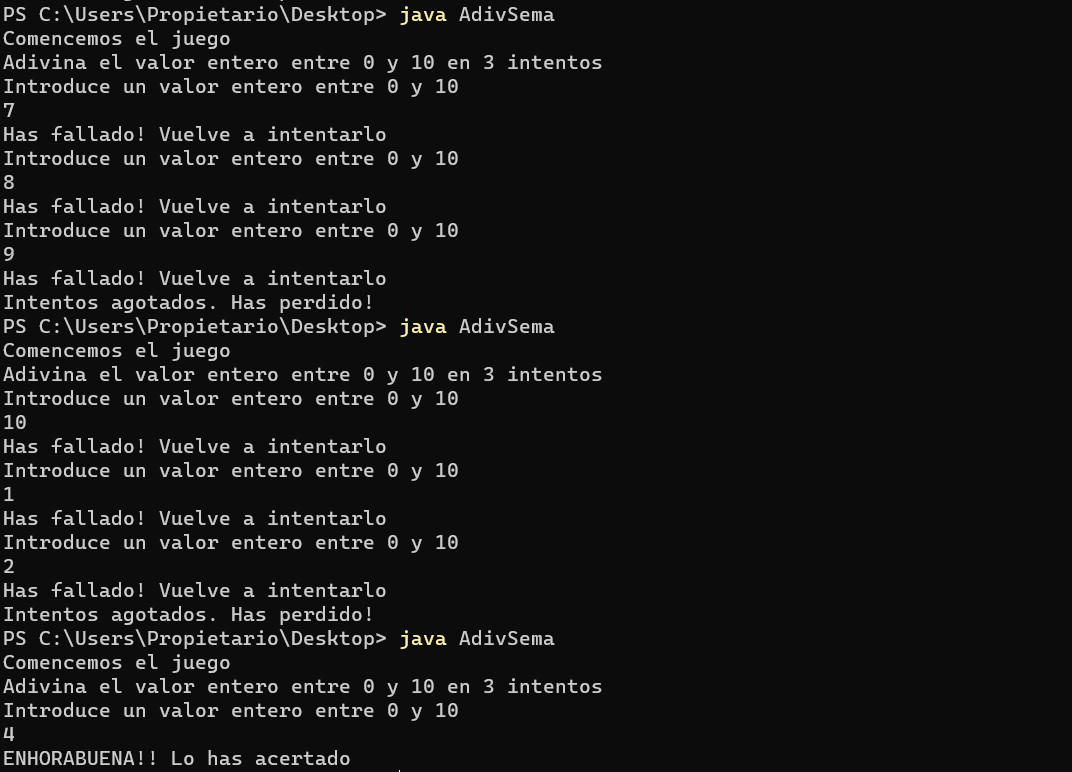 PS C:\Users\Propietario\Desktop> java AdivSema
Comencemos el juego
Adivina el valor entero entre 0 y 10 en 3 intentos
Introduce un valor entero entre 0 y 10
7
Has fallado! Vuelve a intentarlo
Introduce un valor entero entre 0 y 10
8
Has fallado! Vuelve a intentarlo
Introduce un valor entero entre 0 y 10
9
Has fallado! Vuelve a intentarlo
Intentos agotados. Has perdido!
PS C:\Users\Propietario\Desktop> java AdivSema
Comencemos el juego
Adivina el valor entero entre 0 y 10 en 3 intentos
Introduce un valor entero entre 0 y 10
10
Has fallado! Vuelve a intentarlo
Introduce un valor entero entre 0 y 10
1
Has fallado! Vuelve a intentarlo
Introduce un valor entero entre 0 y 10
2
Has fallado! Vuelve a intentarlo
Intentos agotados. Has perdido!
PS C:\Users\Propietario\Desktop> java AdivSema
Comencemos el juego
Adivina el valor entero entre 0 y 10 en 3 intentos
Introduce un valor entero entre 0 y 10
4
ENHORABUENA!! Lo has acertado